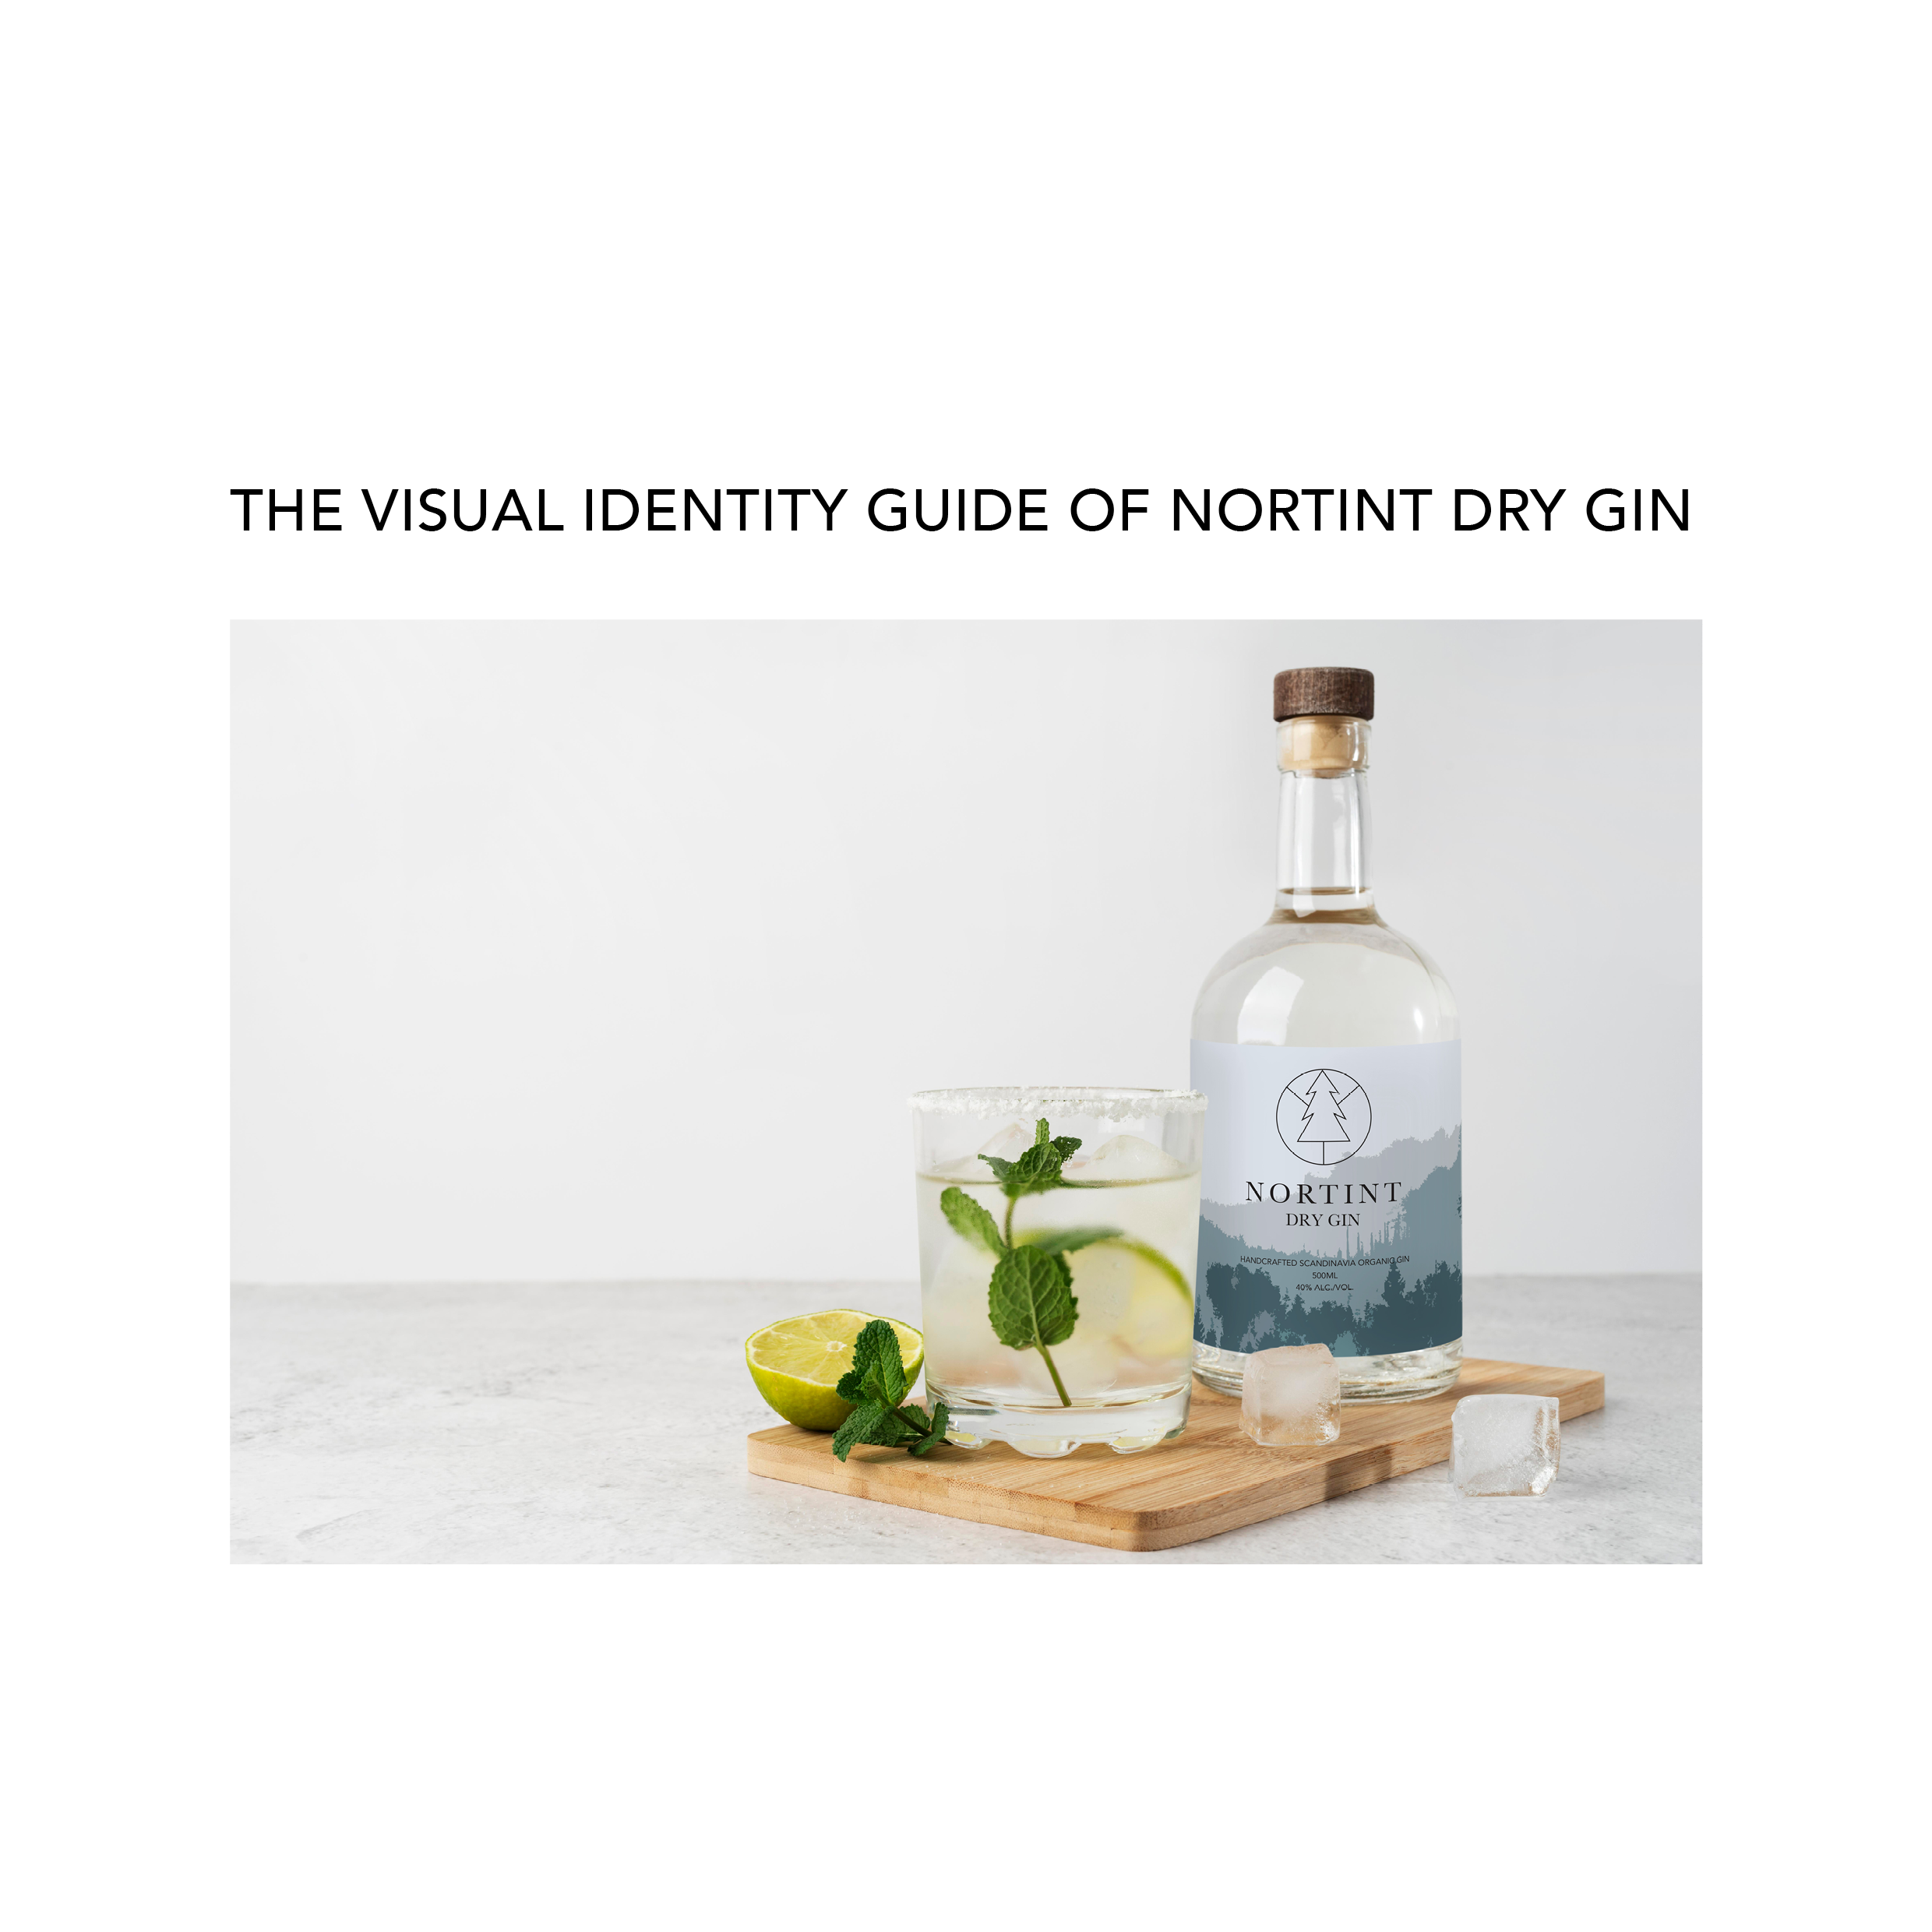 THE VISUAL IDENTITY GUIDE OF NORTINT DRY GIN
NORTINT
DRY GIN
HANDCRAFTED SCANDINAVIA ORGANIC GIN
500ML
40% ALC./VOL.